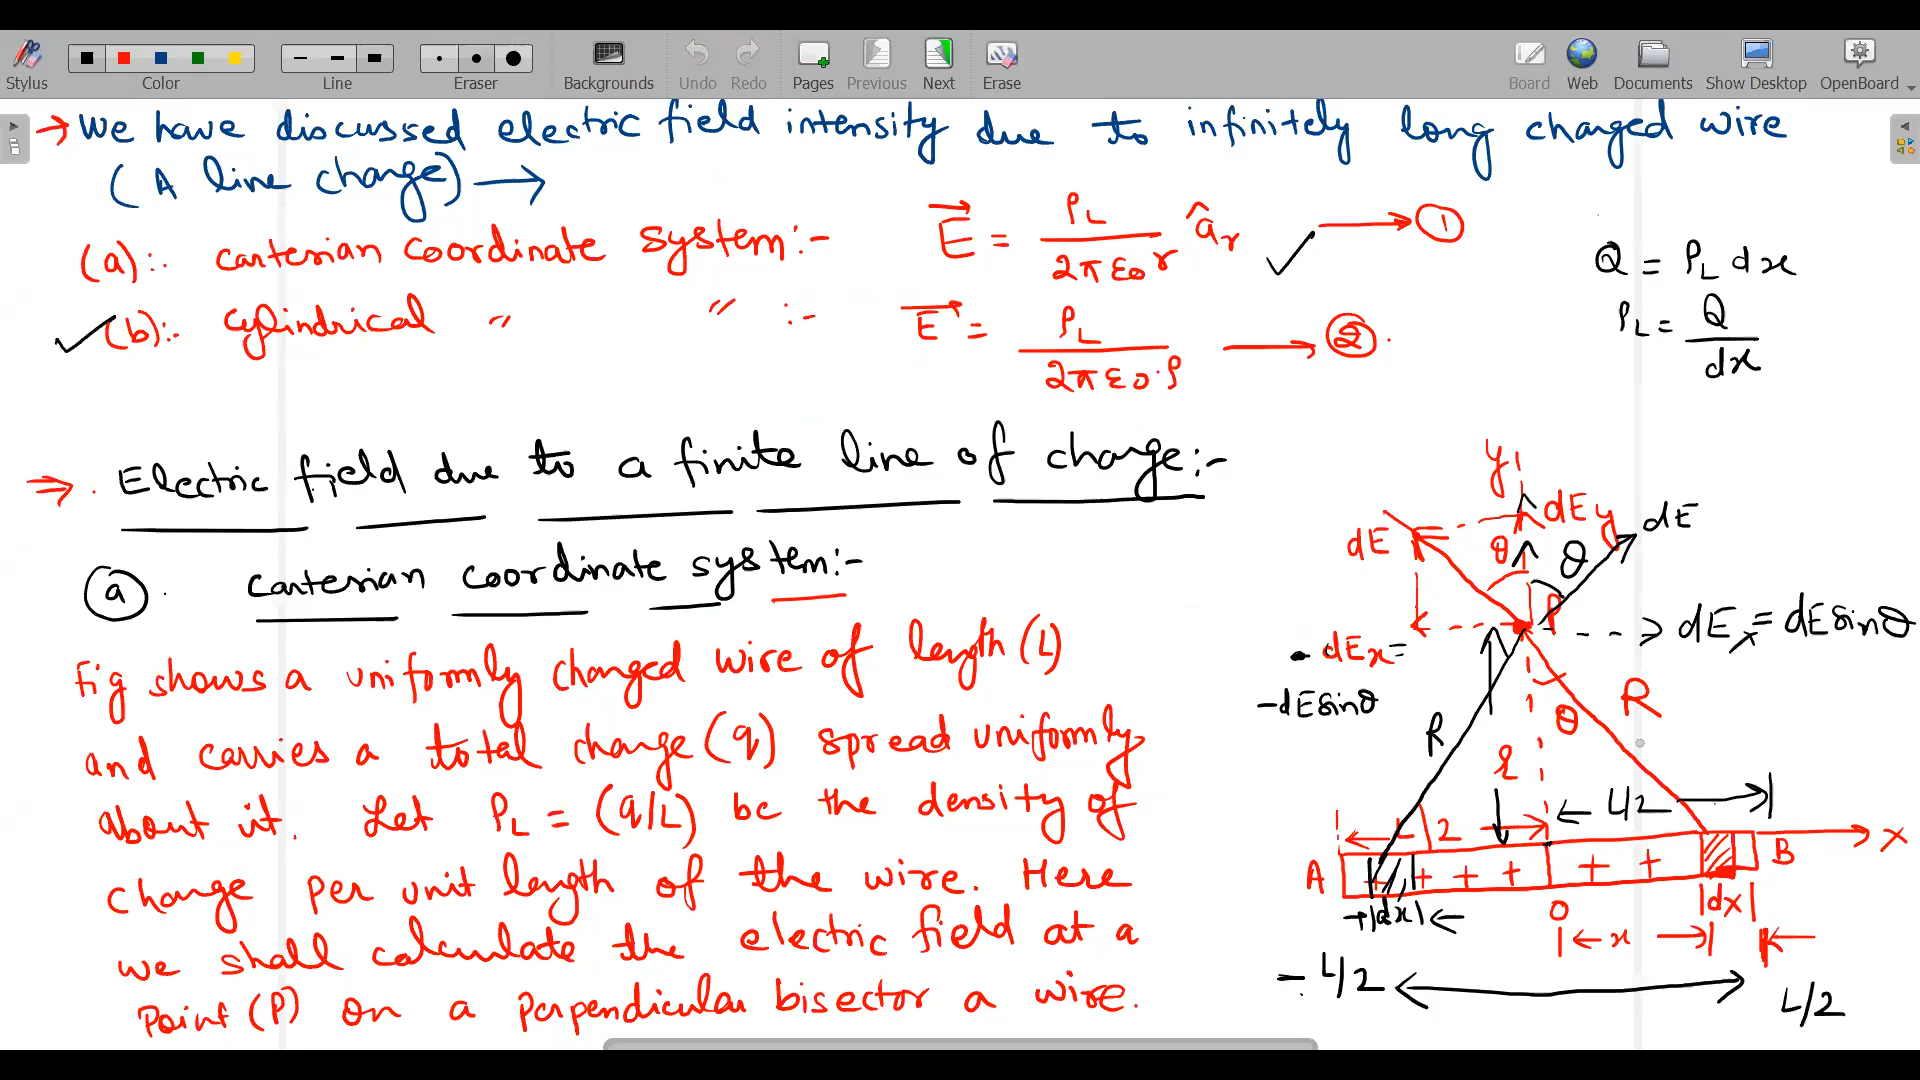 Stylus Color Line Eraser Backgrounds Undo Redo Pages Previous Next Erase Board Web Documents Show Desktop OpenBoard
→ We have discussed electric field intensity due to infinitely long charged wire
(A line charge) →
(a):. cartesian coordinate system:- E = ρL / 2πε0 r âr → ①
(b):- cylindrical " " :- E = ρL / 2πε0.ρ → ②
Q = ρL dx
ρL = Q / dx
⇒ Electric field due to a finite line of charge:-
ⓐ cartesian coordinate system:-
Fig shows a uniformly charged wire of length (L)
and carries a total charge (q) spread uniformly
about it. Let ρL = (q/L) be the density of
charge per unit length of the wire. Here
we shall calculate the electric field at a
point (P) on a perpendicular bisector a wire.
y
dE dEy dE
θ θ
P
dEx = -dE sinθ
dEx = dE sinθ
R r θ R
L/2 L/2
A + + + + + + B x
dx O dx
x
-L/2 L/2